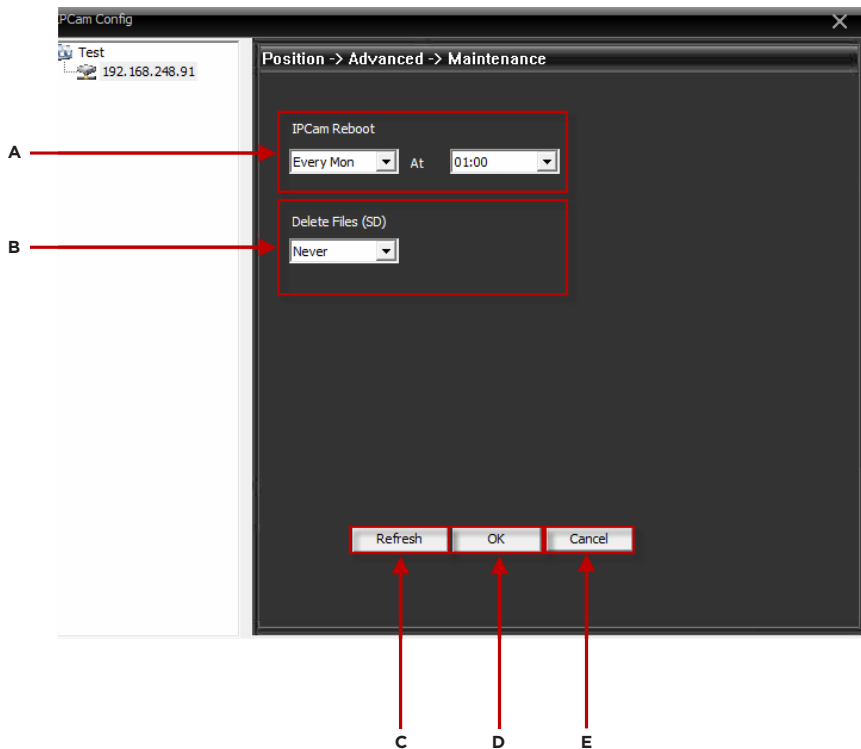 IPCam Config
Test
192.168.248.91
Position -> Advanced -> Maintenance
IPCam Reboot
A
Every Mon At 01:00
Delete Files (SD)
B
Never
Refresh OK Cancel
C D E